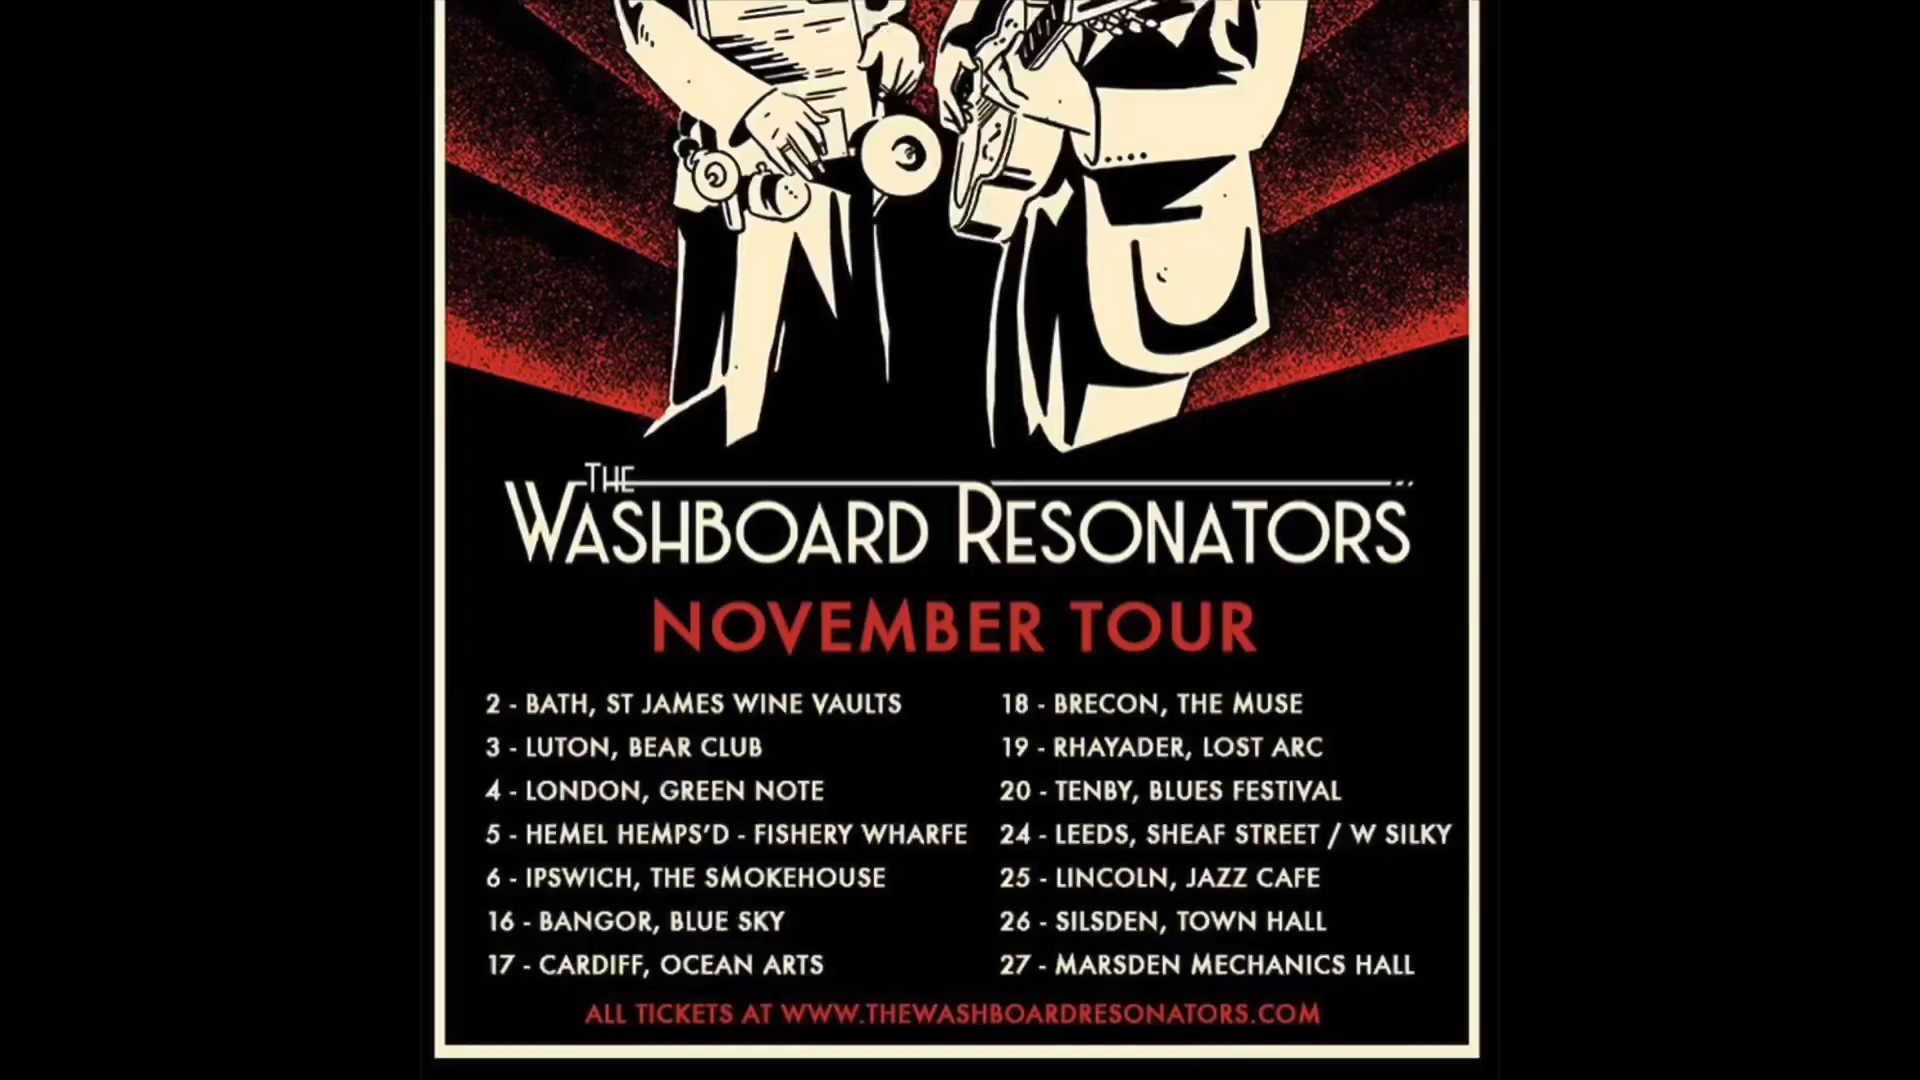 THE
WASHBOARD RESONATORS
NOVEMBER TOUR
2 - BATH, ST JAMES WINE VAULTS
3 - LUTON, BEAR CLUB
4 - LONDON, GREEN NOTE
5 - HEMEL HEMPS'D - FISHERY WHARFE
6 - IPSWICH, THE SMOKEHOUSE
16 - BANGOR, BLUE SKY
17 - CARDIFF, OCEAN ARTS
18 - BRECON, THE MUSE
19 - RHAYADER, LOST ARC
20 - TENBY, BLUES FESTIVAL
24 - LEEDS, SHEAF STREET / W SILKY
25 - LINCOLN, JAZZ CAFE
26 - SILSDEN, TOWN HALL
27 - MARSDEN MECHANICS HALL
ALL TICKETS AT WWW.THEWASHBOARDRESONATORS.COM